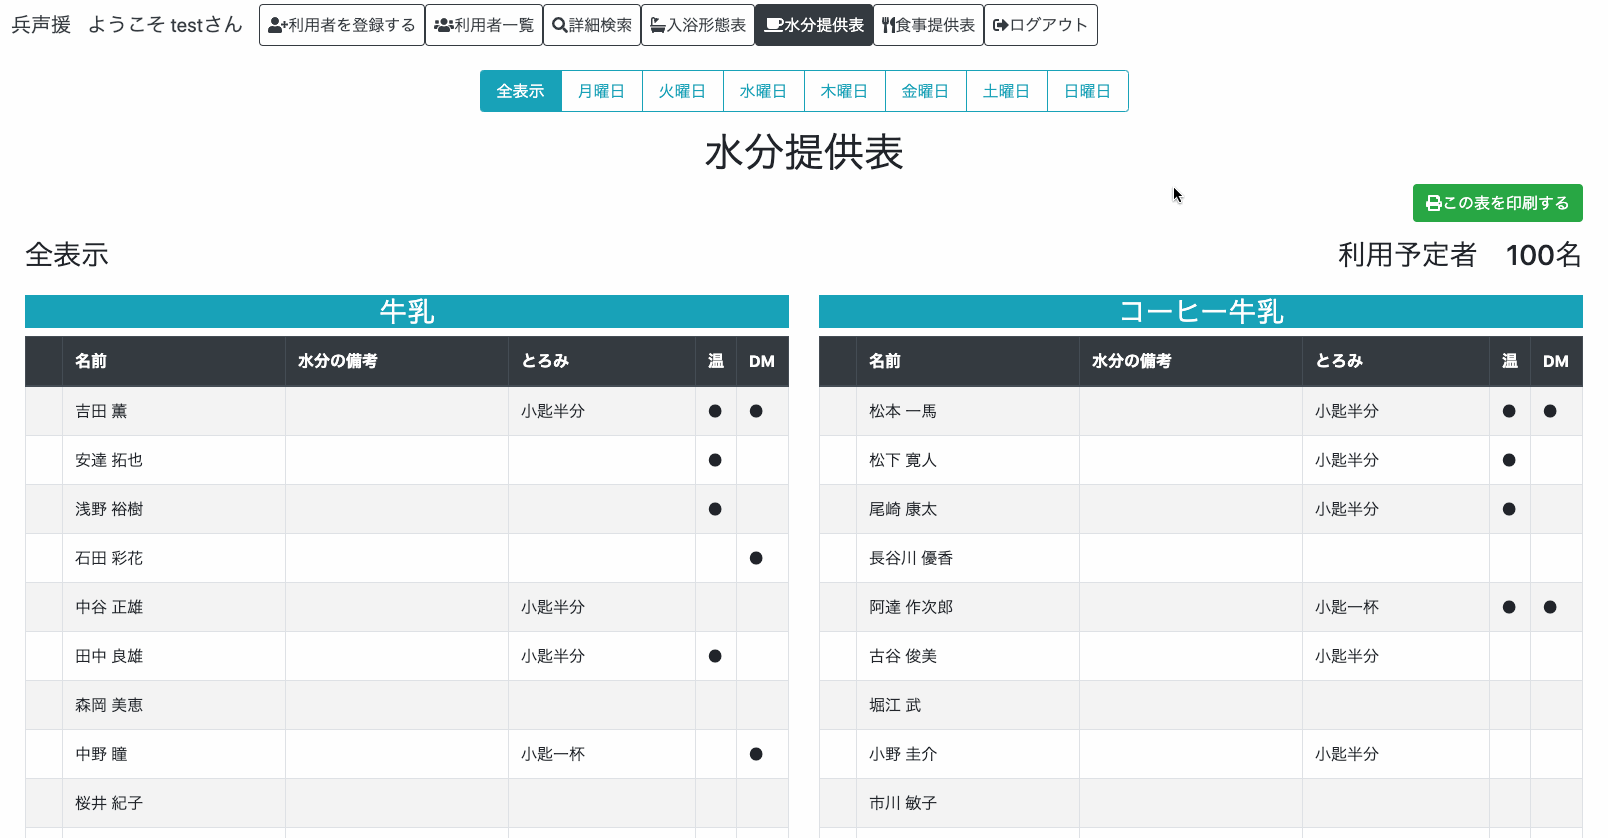 兵声援 ようこそ testさん 利用者を登録する 利用者一覧 詳細検索 入浴形態表 水分提供表 食事提供表 ログアウト
全表示 月曜日 火曜日 水曜日 木曜日 金曜日 土曜日 日曜日
水分提供表
この表を印刷する
全表示 利用予定者 100名
牛乳 コーヒー牛乳
名前 水分の備考 とろみ 温 DM 名前 水分の備考 とろみ 温 DM
吉田 薫 小匙半分 ● ● 松本 一馬 小匙半分 ● ●
安達 拓也 ● 松下 寛人 小匙半分 ●
浅野 裕樹 ● 尾崎 康太 小匙半分 ●
石田 彩花 ● 長谷川 優香
中谷 正雄 小匙半分 阿達 作次郎 小匙一杯 ● ●
田中 良雄 小匙半分 ● 古谷 俊美 小匙半分
森岡 美恵 堀江 武
中野 瞳 小匙一杯 ● 小野 圭介 小匙半分
桜井 紀子 市川 敏子